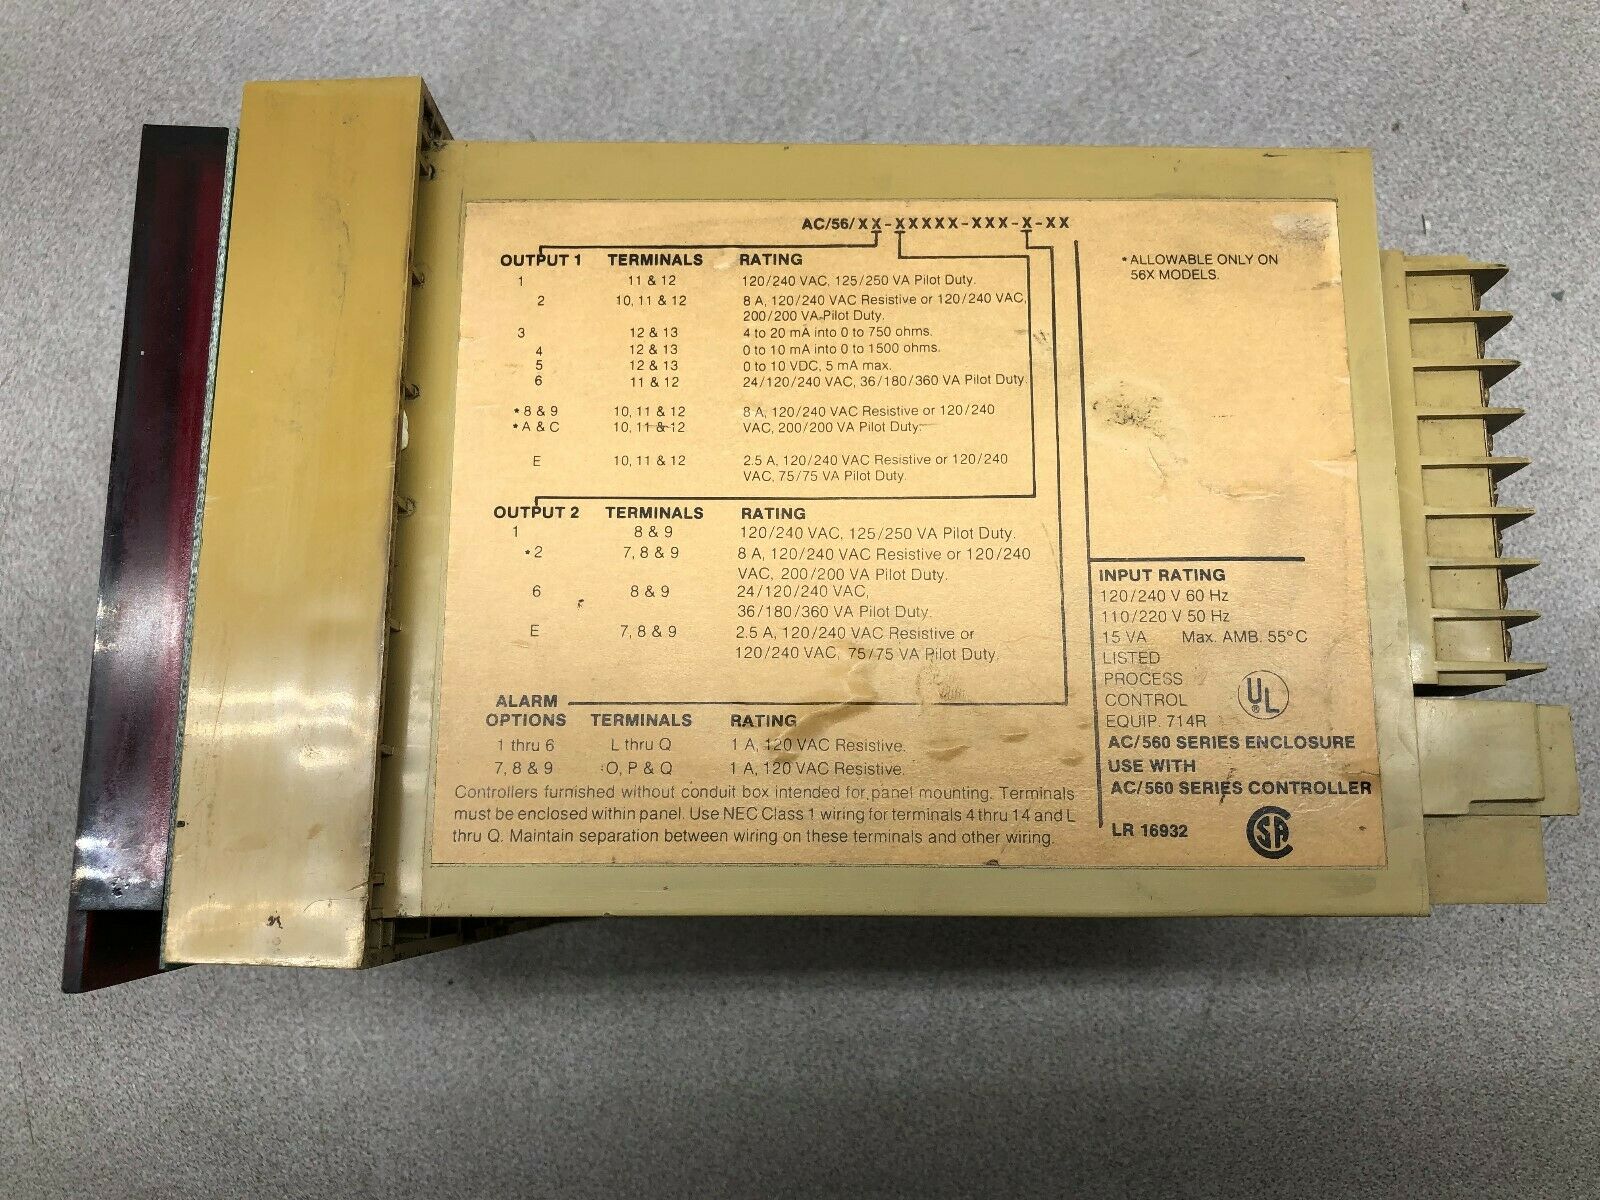 AC/56/XX-XXXXX-XXX-X-XX
OUTPUT 1 TERMINALS RATING
1 11 & 12 120/240 VAC, 125/250 VA Pilot Duty.
2 10, 11 & 12 8 A, 120/240 VAC Resistive or 120/240 VAC,
200/200 VA Pilot Duty.
3 12 & 13 4 to 20 mA into 0 to 750 ohms.
4 12 & 13 0 to 10 mA into 0 to 1500 ohms.
5 12 & 13 0 to 10 VDC, 5 mA max.
6 11 & 12 24/120/240 VAC, 36/180/360 VA Pilot Duty
*8 & 9 10, 11 & 12 8 A, 120/240 VAC Resistive or 120/240
*A & C 10, 11 & 12 VAC, 200/200 VA Pilot Duty.
E 10, 11 & 12 2.5 A, 120/240 VAC Resistive or 120/240
VAC, 75/75 VA Pilot Duty.
OUTPUT 2 TERMINALS RATING
1 8 & 9 120/240 VAC, 125/250 VA Pilot Duty.
*2 7, 8 & 9 8 A, 120/240 VAC Resistive or 120/240
VAC, 200/200 VA Pilot Duty.
6 8 & 9 24/120/240 VAC,
36/180/360 VA Pilot Duty.
E 7, 8 & 9 2.5 A, 120/240 VAC Resistive or
120/240 VAC, 75/75 VA Pilot Duty.
ALARM
OPTIONS TERMINALS RATING
1 thru 6 L thru Q 1 A, 120 VAC Resistive.
7, 8 & 9 O, P & Q 1 A, 120 VAC Resistive.
Controllers furnished without conduit box intended for panel mounting. Terminals
must be enclosed within panel. Use NEC Class 1 wiring for terminals 4 thru 14 and L
thru Q. Maintain separation between wiring on these terminals and other wiring.
*ALLOWABLE ONLY ON
56X MODELS.
INPUT RATING
120/240 V 60 Hz
110/220 V 50 Hz
15 VA Max. AMB. 55°C
LISTED
PROCESS
CONTROL
EQUIP. 714R
UL ®
AC/560 SERIES ENCLOSURE
USE WITH
AC/560 SERIES CONTROLLER
LR 16932 CSA